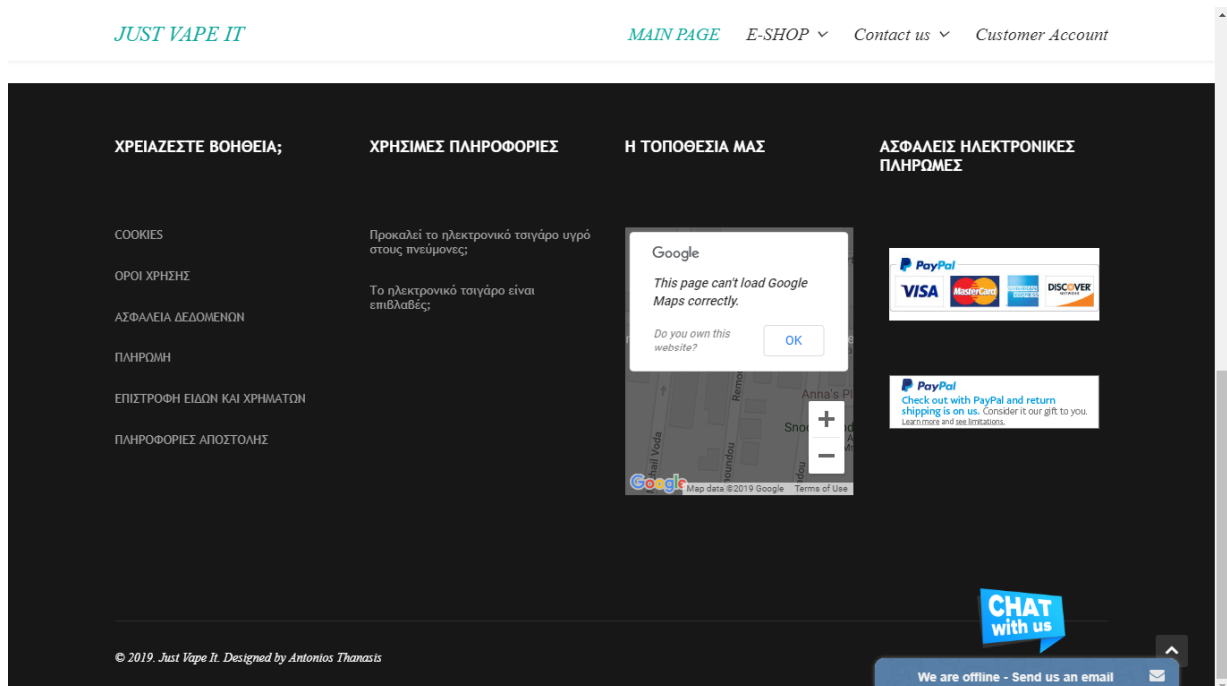 JUST VAPE IT
MAIN PAGE E-SHOP Contact us Customer Account
ΧΡΕΙΑΖΕΣΤΕ ΒΟΗΘΕΙΑ;
COOKIES
ΟΡΟΙ ΧΡΗΣΗΣ
ΑΣΦΑΛΕΙΑ ΔΕΔΟΜΕΝΩΝ
ΠΛΗΡΩΜΗ
ΕΠΙΣΤΡΟΦΗ ΕΙΔΩΝ ΚΑΙ ΧΡΗΜΑΤΩΝ
ΠΛΗΡΟΦΟΡΙΕΣ ΑΠΟΣΤΟΛΗΣ
ΧΡΗΣΙΜΕΣ ΠΛΗΡΟΦΟΡΙΕΣ
Προκαλεί το ηλεκτρονικό τσιγάρο υγρό
στους πνεύμονες;
Το ηλεκτρονικό τσιγάρο είναι
επιβλαβές;
Η ΤΟΠΟΘΕΣΙΑ ΜΑΣ
Google
This page can't load Google
Maps correctly.
Do you own this
website?
OK
Anna's
Voda
Google
Map data ©2019 Google Terms of Use
ΑΣΦΑΛΕΙΣ ΗΛΕΚΤΡΟΝΙΚΕΣ
ΠΛΗΡΩΜΕΣ
PayPal
VISA MasterCard DISCOVER
PayPal
Check out with PayPal and return
shipping is on us. Consider it our gift to you.
Learn more and see limitations.
© 2019. Just Vape It. Designed by Antonios Thanasis
CHAT
with us
We are offline - Send us an email